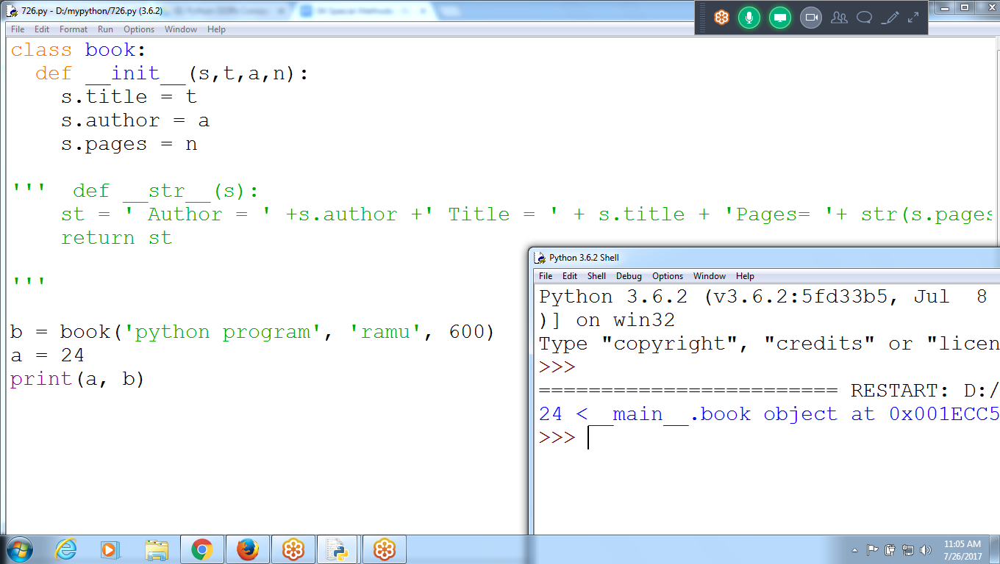 726.py - D:/mypython/726.py (3.6.2)
File Edit Format Run Options Window Help
class book:
  def __init__(s,t,a,n):
    s.title = t
    s.author = a
    s.pages = n
'''  def __str__(s):
    st = ' Author = ' +s.author +' Title = ' + s.title + 'Pages= '+ str(s.pages
    return st
'''
b = book('python program', 'ramu', 600)
a = 24
print(a, b)
Python 3.6.2 Shell
File Edit Shell Debug Options Window Help
Python 3.6.2 (v3.6.2:5fd33b5, Jul  8
)] on win32
Type "copyright", "credits" or "licen
>>>
======================== RESTART: D:/
24 <__main__.book object at 0x001ECC5
>>>
11:05 AM
7/26/2017